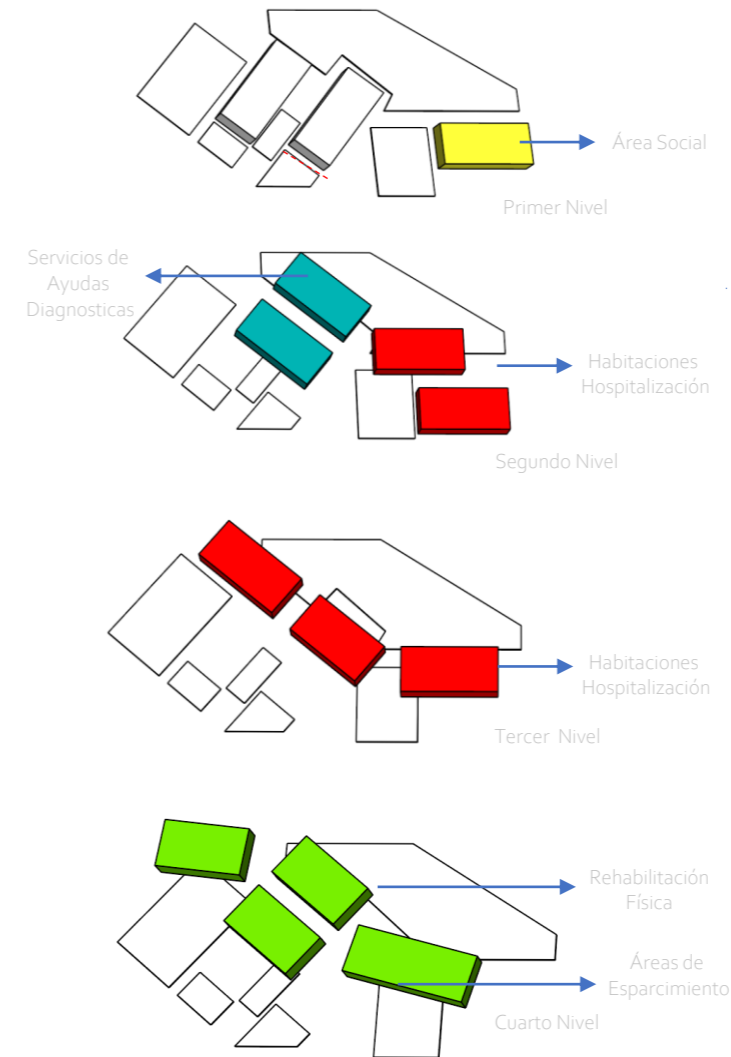 Área Social
Primer Nivel
Servicios de
Ayudas
Diagnosticas
Habitaciones
Hospitalización
Segundo Nivel
Habitaciones
Hospitalización
Tercer Nivel
Rehabilitación
Física
Áreas de
Esparcimiento
Cuarto Nivel